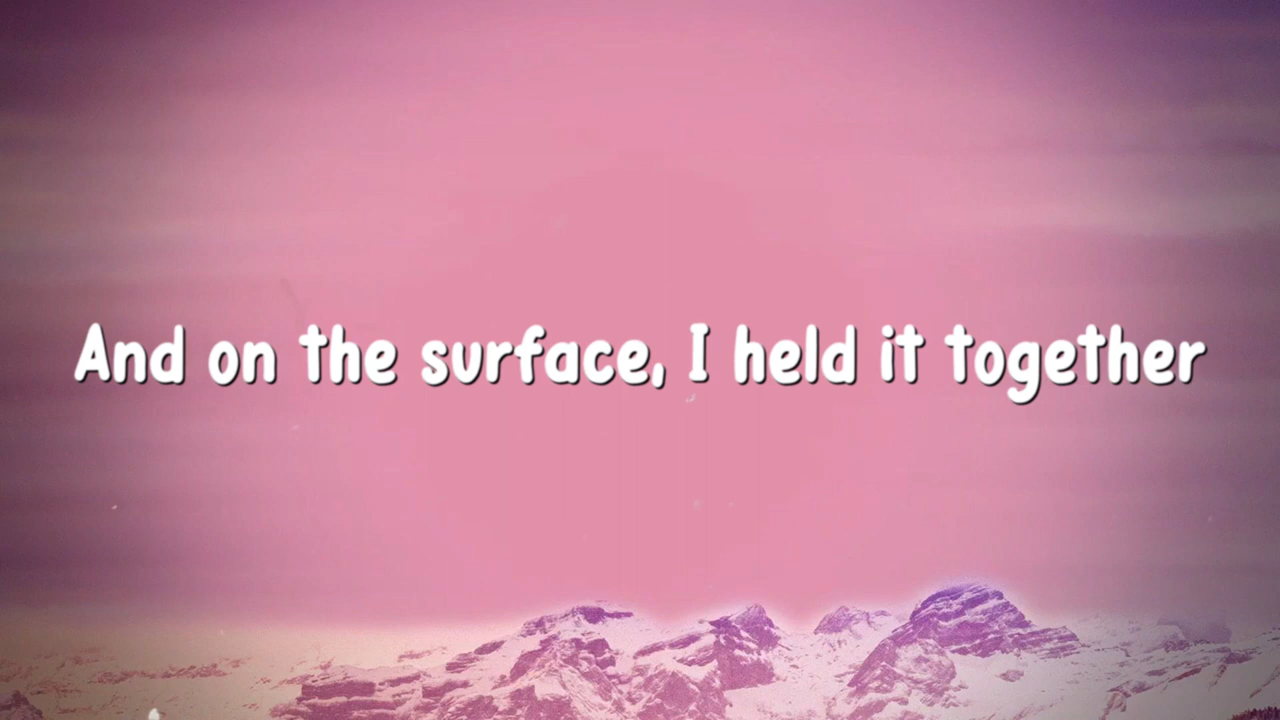 And on the surface, I held it together